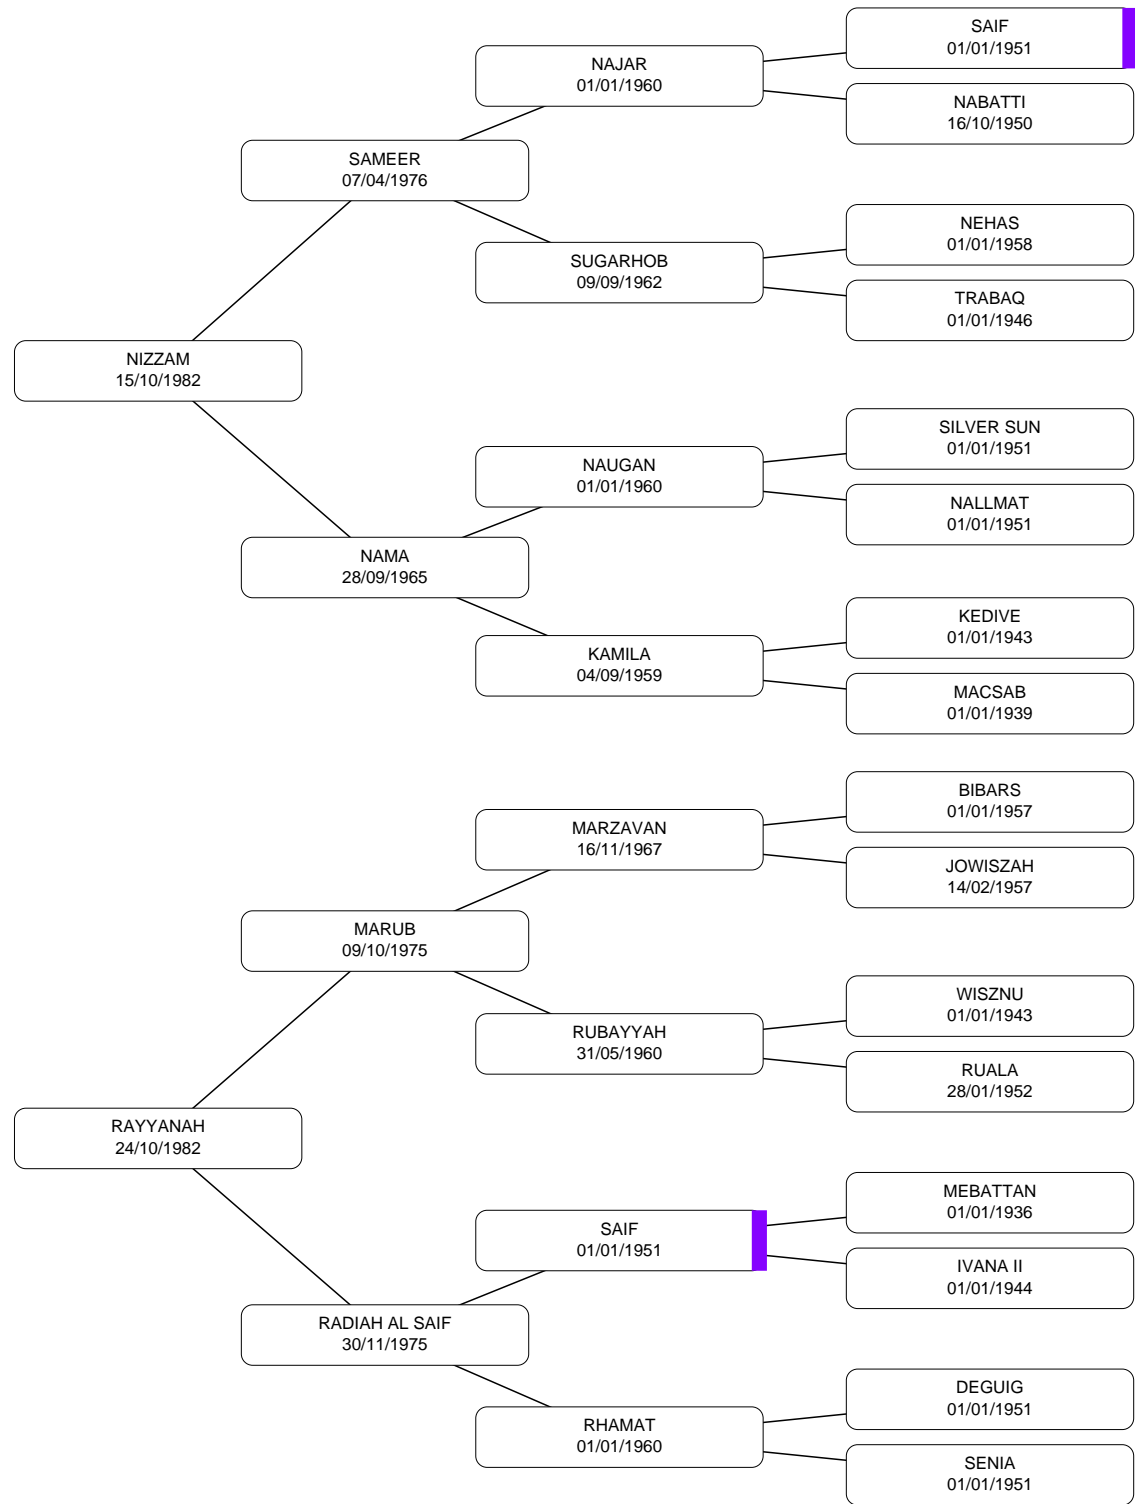 SAIF
01/01/1951
NAJAR
01/01/1960
NABATTI
16/10/1950
SAMEER
07/04/1976
NEHAS
01/01/1958
SUGARHOB
09/09/1962
TRABAQ
01/01/1946
NIZZAM
15/10/1982
SILVER SUN
01/01/1951
NAUGAN
01/01/1960
NALLMAT
01/01/1951
NAMA
28/09/1965
KEDIVE
01/01/1943
KAMILA
04/09/1959
MACSAB
01/01/1939
BIBARS
01/01/1957
MARZAVAN
16/11/1967
JOWISZAH
14/02/1957
MARUB
09/10/1975
WISZNU
01/01/1943
RUBAYYAH
31/05/1960
RUALA
28/01/1952
RAYYANAH
24/10/1982
MEBATTAN
01/01/1936
SAIF
01/01/1951
IVANA II
01/01/1944
RADIAH AL SAIF
30/11/1975
DEGUIG
01/01/1951
RHAMAT
01/01/1960
SENIA
01/01/1951